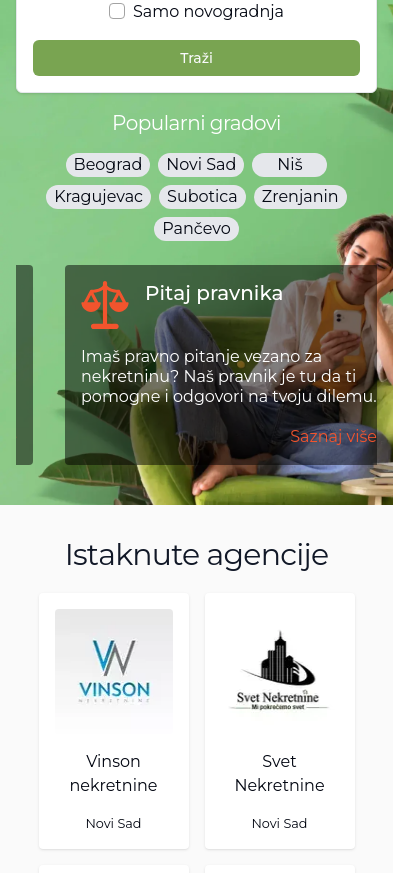 Samo novogradnja
Traži
Popularni gradovi
Beograd Novi Sad Niš
Kragujevac Subotica Zrenjanin
Pančevo
Pitaj pravnika
Imaš pravno pitanje vezano za
nekretninu? Naš pravnik je tu da ti
pomogne i odgovori na tvoju dilemu.
Saznaj više
Istaknute agencije
VINSON
NEKRETNINE
Svet Nekretnine
Mi pokrećemo svet
Vinson
nekretnine
Novi Sad
Svet
Nekretnine
Novi Sad